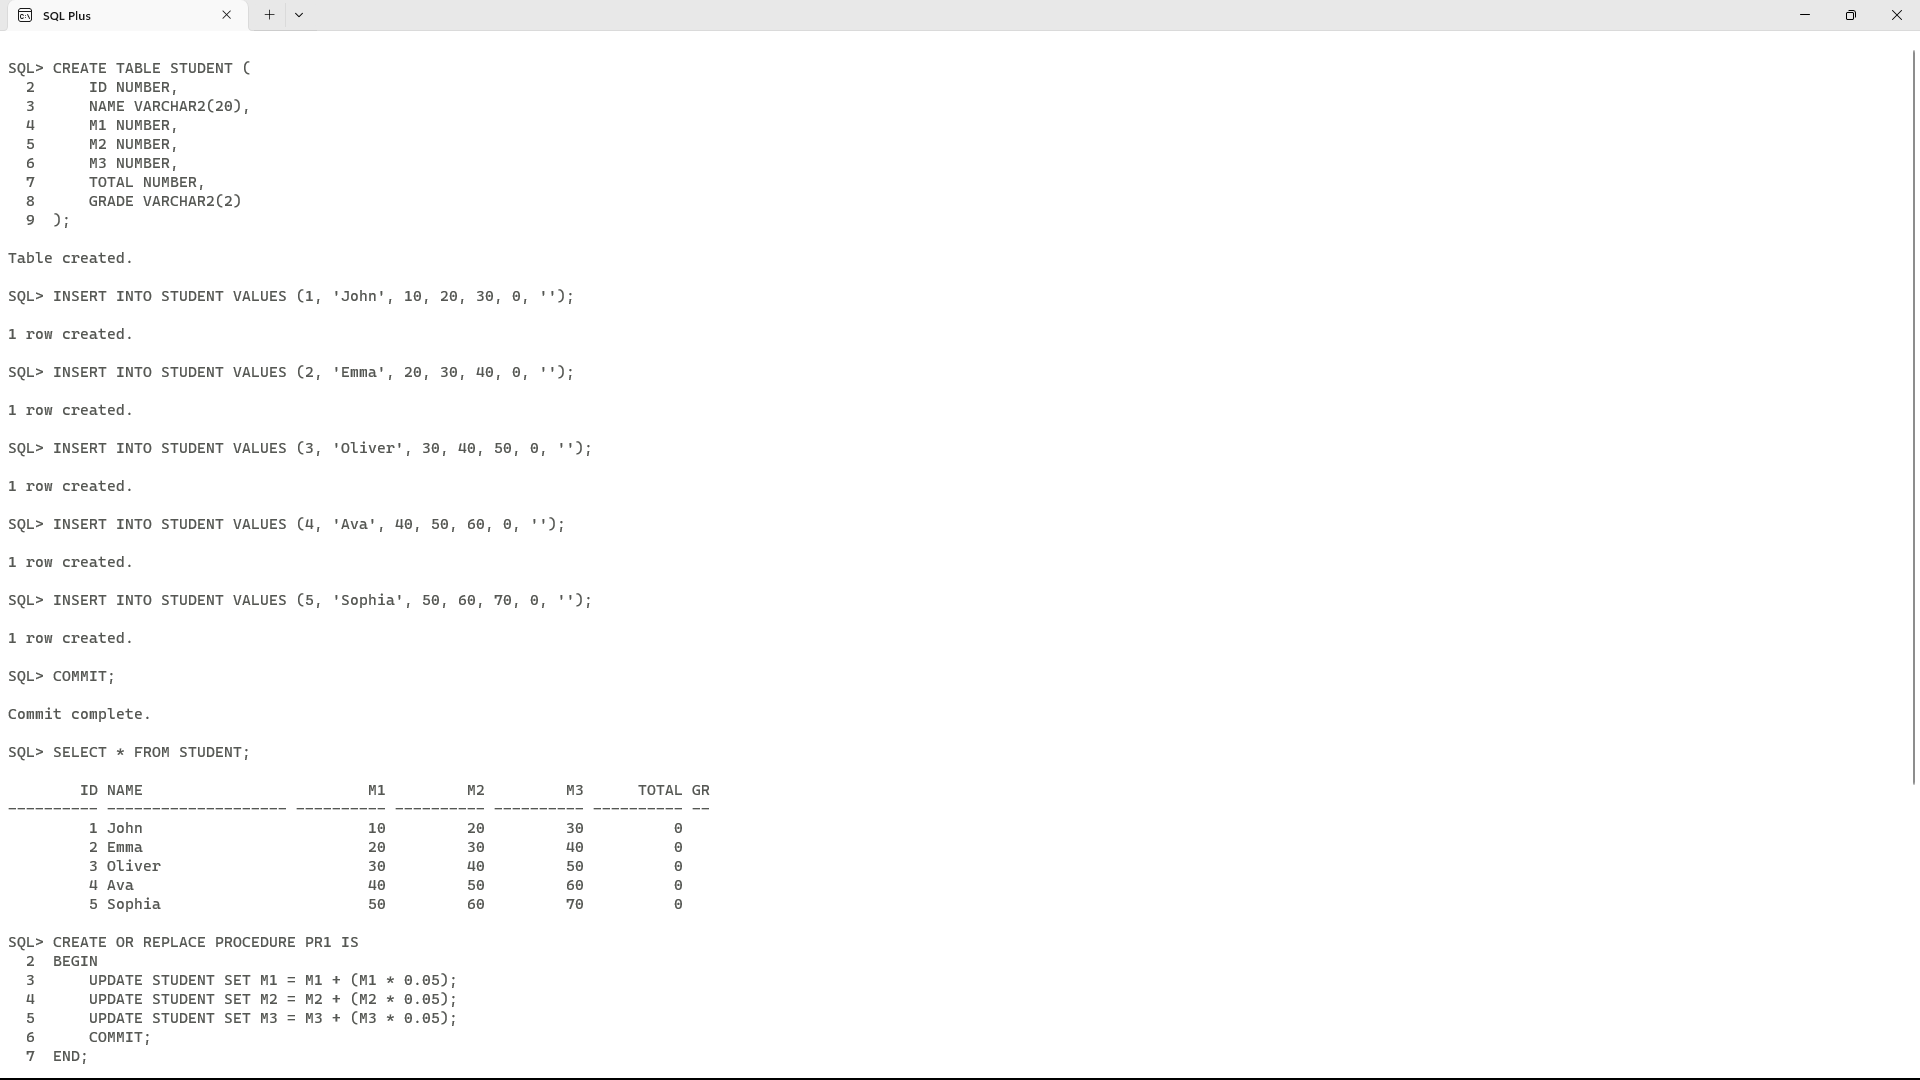 SQL Plus
SQL> CREATE TABLE STUDENT (
  2      ID NUMBER,
  3      NAME VARCHAR2(20),
  4      M1 NUMBER,
  5      M2 NUMBER,
  6      M3 NUMBER,
  7      TOTAL NUMBER,
  8      GRADE VARCHAR2(2)
  9  );
Table created.
SQL> INSERT INTO STUDENT VALUES (1, 'John', 10, 20, 30, 0, '');
1 row created.
SQL> INSERT INTO STUDENT VALUES (2, 'Emma', 20, 30, 40, 0, '');
1 row created.
SQL> INSERT INTO STUDENT VALUES (3, 'Oliver', 30, 40, 50, 0, '');
1 row created.
SQL> INSERT INTO STUDENT VALUES (4, 'Ava', 40, 50, 60, 0, '');
1 row created.
SQL> INSERT INTO STUDENT VALUES (5, 'Sophia', 50, 60, 70, 0, '');
1 row created.
SQL> COMMIT;
Commit complete.
SQL> SELECT * FROM STUDENT;
        ID NAME                         M1         M2         M3      TOTAL GR
---------- -------------------- ---------- ---------- ---------- ---------- --
         1 John                         10         20         30          0
         2 Emma                         20         30         40          0
         3 Oliver                       30         40         50          0
         4 Ava                          40         50         60          0
         5 Sophia                       50         60         70          0
SQL> CREATE OR REPLACE PROCEDURE PR1 IS
  2  BEGIN
  3      UPDATE STUDENT SET M1 = M1 + (M1 * 0.05);
  4      UPDATE STUDENT SET M2 = M2 + (M2 * 0.05);
  5      UPDATE STUDENT SET M3 = M3 + (M3 * 0.05);
  6      COMMIT;
  7  END;